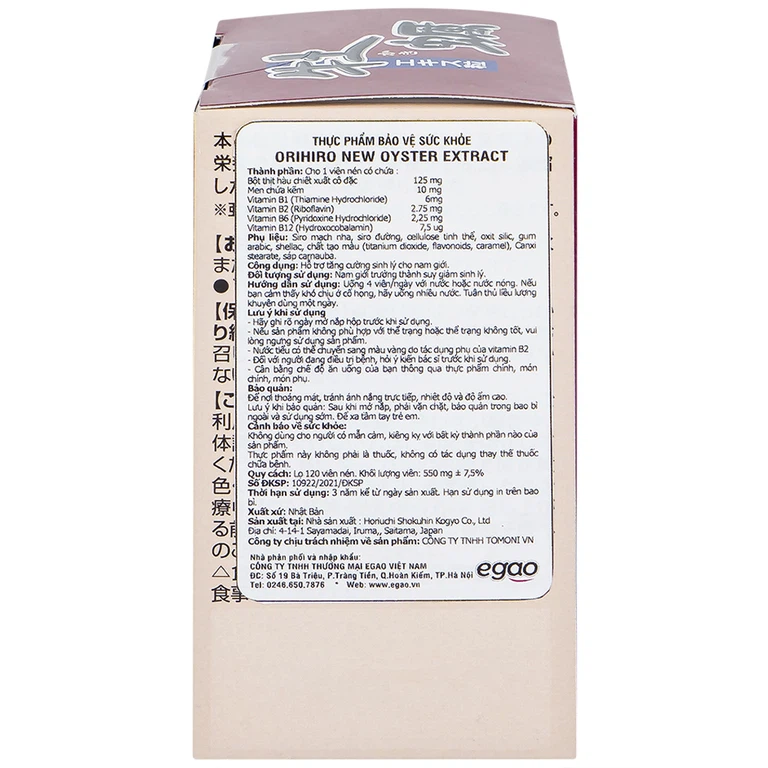 エキス粒
THỰC PHẨM BẢO VỆ SỨC KHỎE
ORIHIRO NEW OYSTER EXTRACT
Thành phần: Cho 1 viên nén có chứa :
Bột thịt hàu chiết xuất cô đặc 125 mg
Men chứa kẽm 10 mg
Vitamin B1 (Thiamine Hydrochloride) 6mg
Vitamin B2 (Riboflavin) 2.75 mg
Vitamin B6 (Pyridoxine Hydrochloride) 2,25 mg
Vitamin B12 (Hydroxocobalamin) 7,5 ug
Phụ liệu: Siro mạch nha, siro đường, cellulose tinh thể, oxit silic, gum
arabic, shellac, chất tạo màu (titanium dioxide, flavonoids, caramel), Canxi
stearate, sáp carnauba.
Công dụng: Hỗ trợ tăng cường sinh lý cho nam giới.
Đối tượng sử dụng: Nam giới trưởng thành suy giảm sinh lý.
Hướng dẫn sử dụng: Uống 4 viên/ngày với nước hoặc nước nóng. Nếu
bạn cảm thấy khó chịu ở cổ họng, hãy uống nhiều nước. Tuân thủ liều lượng
khuyên dùng một ngày.
Lưu ý khi sử dụng
- Hãy ghi rõ ngày mở nắp hộp trước khi sử dụng.
- Nếu sản phẩm không phù hợp với thể trạng hoặc thể trạng không tốt, vui
lòng ngưng sử dụng sản phẩm.
- Nước tiểu có thể chuyển sang màu vàng do tác dụng phụ của vitamin B2
- Đối với người đang điều trị bệnh, hỏi ý kiến bác sĩ trước khi sử dụng.
- Cân bằng chế độ ăn uống của bạn thông qua thực phẩm chính, món
chính, món phụ.
Bảo quản:
Để nơi thoáng mát, tránh ánh nắng trực tiếp, nhiệt độ và độ ẩm cao.
Lưu ý khi bảo quản: Sau khi mở nắp, phải vặn chặt, bảo quản trong bao bì
ngoài và sử dụng sớm. Để xa tầm tay trẻ em.
Cảnh báo về sức khỏe:
Không dùng cho người có mẫn cảm, kiêng kỵ với bất kỳ thành phần nào của
sản phẩm.
Thực phẩm này không phải là thuốc, không có tác dụng thay thế thuốc
chữa bệnh.
Quy cách: Lọ 120 viên nén. Khối lượng viên: 550 mg ± 7,5%
Số ĐKSP: 10922/2021/ĐKSP
Thời hạn sử dụng: 3 năm kể từ ngày sản xuất. Hạn sử dụng in trên bao
bì.
Xuất xứ: Nhật Bản
Sản xuất tại: Nhà sản xuất : Horiuchi Shokuhin Kogyo Co., Ltd
Địa chỉ: 4-14-1 Sayamadai, Iruma,, Saitama, Japan
Công ty chịu trách nhiệm về sản phẩm: CÔNG TY TNHH TOMONI VN
Nhà phân phối và nhập khẩu:
CÔNG TY TNHH THƯƠNG MẠI EGAO VIỆT NAM
ĐC: Số 19 Bà Triệu, P.Tràng Tiền, Q.Hoàn Kiếm, TP.Hà Nội
Tel: 0246.650.7876 * Web: www.egao.vn
egao